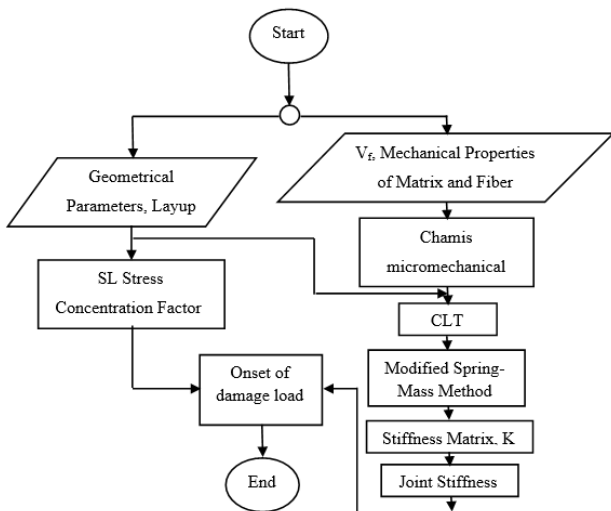 Start
Geometrical
Parameters, Layup
Vf, Mechanical Properties
of Matrix and Fiber
Chamis
micromechanical
SL Stress
Concentration Factor
CLT
Onset of
damage load
Modified Spring-
Mass Method
Stiffness Matrix, K
End
Joint Stiffness